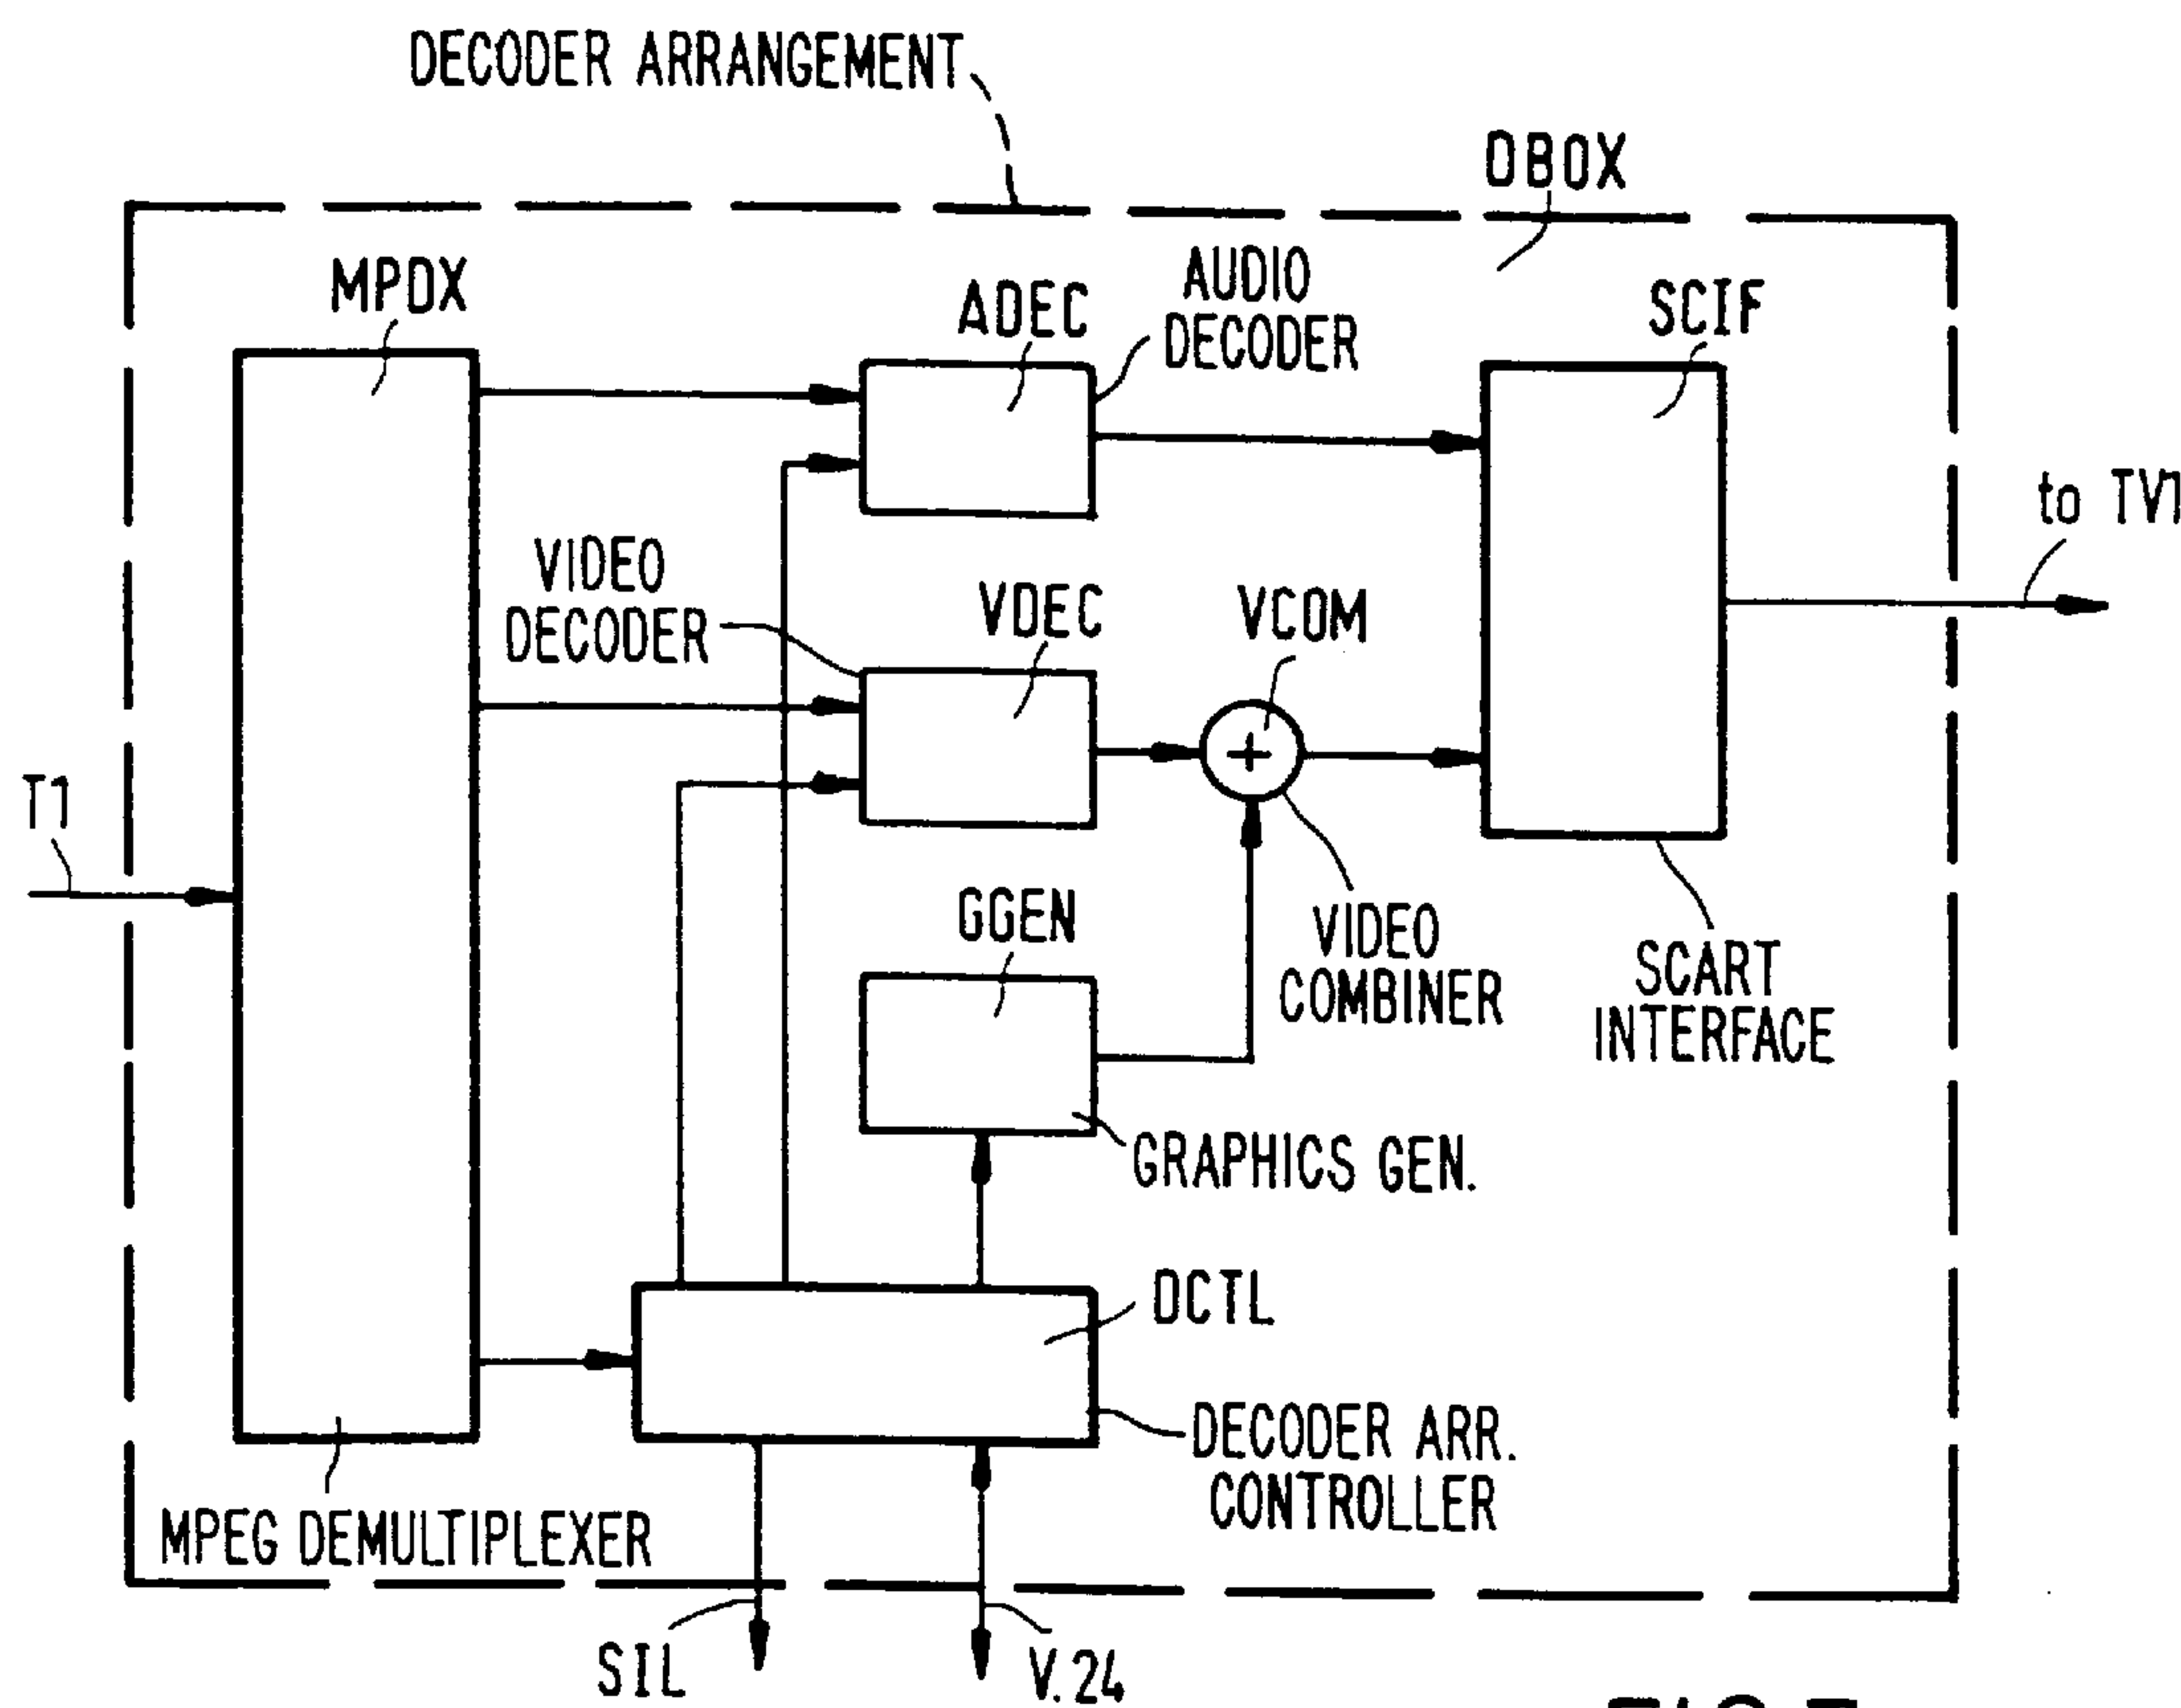 DECODER ARRANGEMENT
DBOX
MPDX
ADEC
AUDIO
DECODER
SCIF
to TV1
VIDEO
DECODER
VDEC
VCOM
+
T1
GGEN
VIDEO
COMBINER
SCART
INTERFACE
GRAPHICS GEN.
DCTL
DECODER ARR.
CONTROLLER
MPEG DEMULTIPLEXER
SIL
V.24